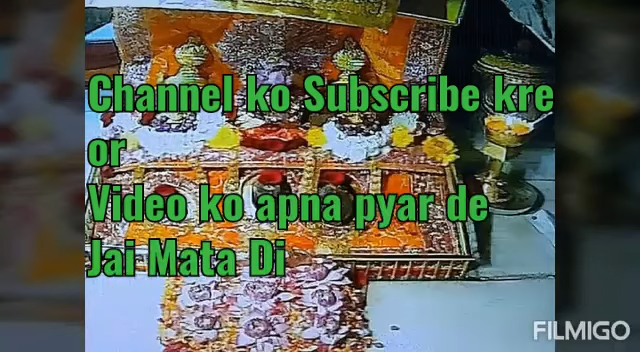 Channel ko Subscribe kre
or
Video ko apna pyar de
Jai Mata Di
FILMIGO